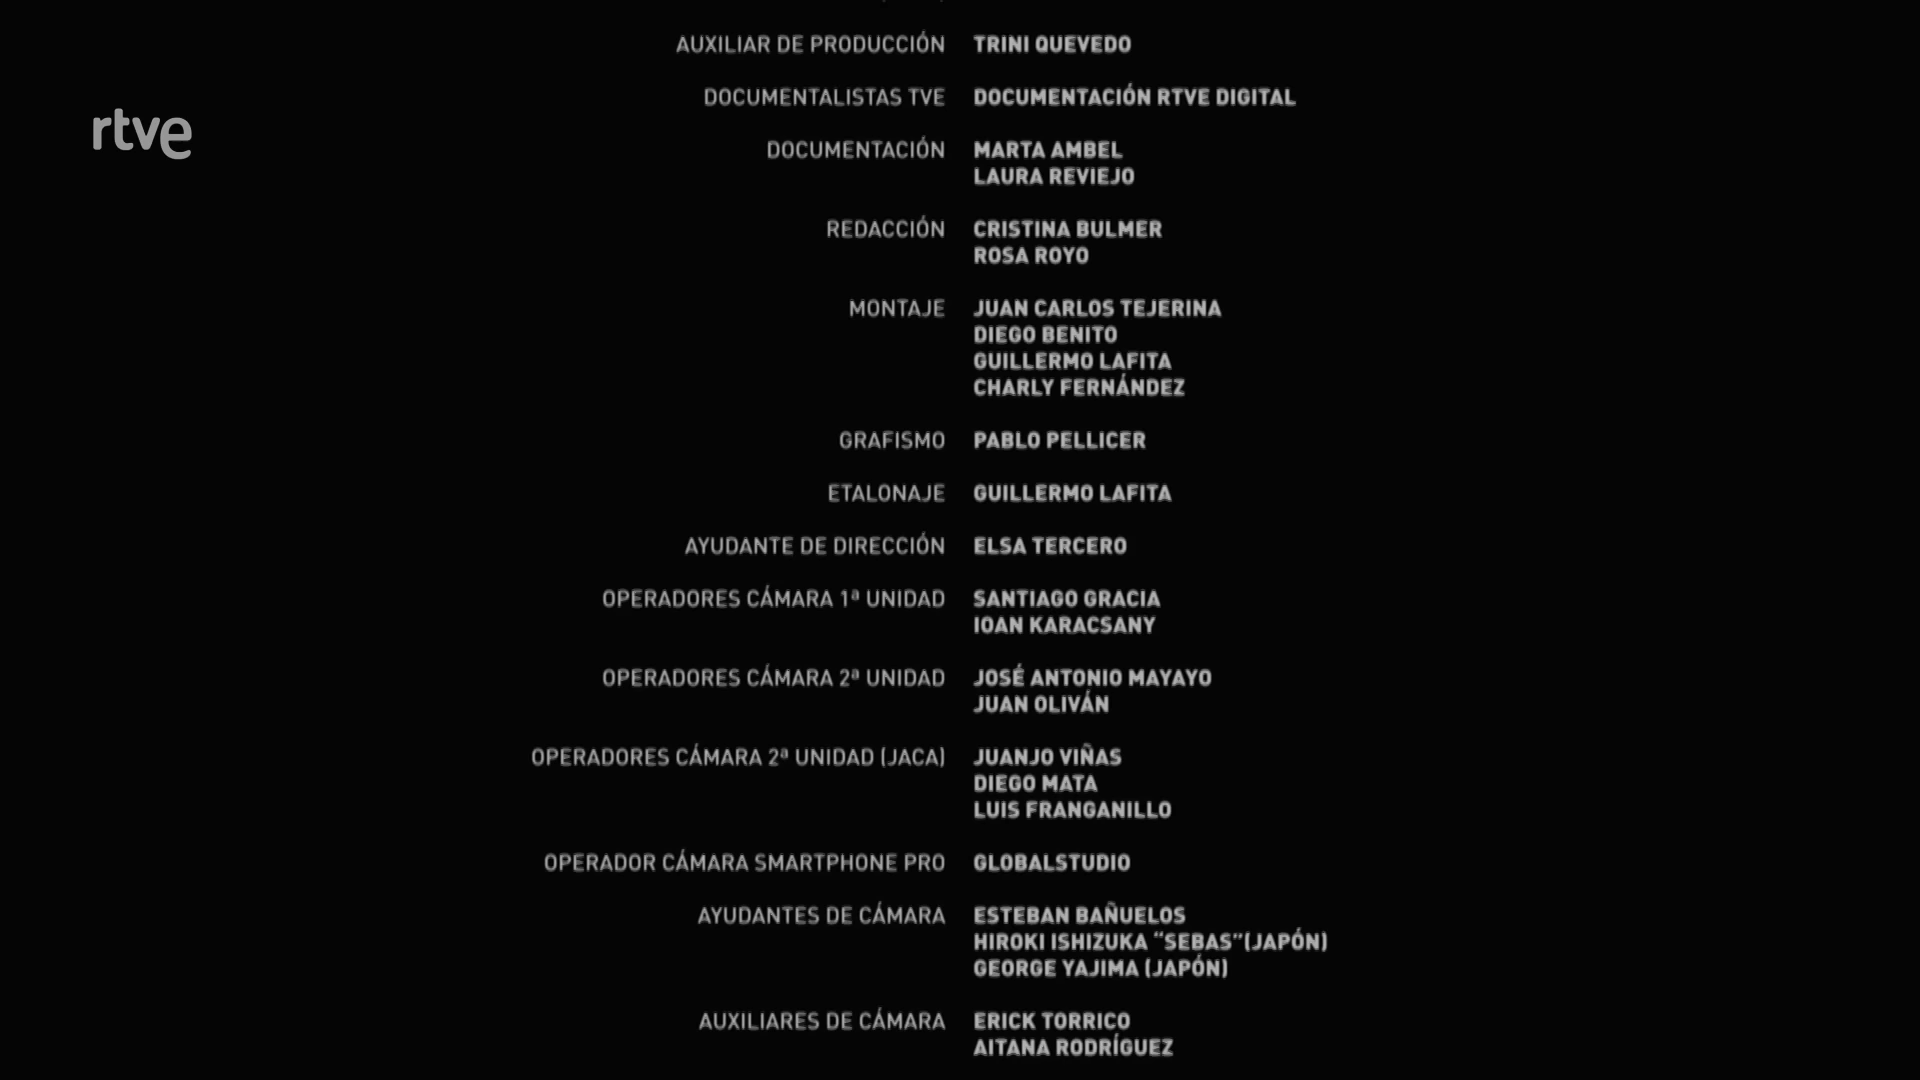 AUXILIAR DE PRODUCCIÓN TRINI QUEVEDO
rtve
DOCUMENTALISTAS TVE DOCUMENTACIÓN RTVE DIGITAL
DOCUMENTACIÓN MARTA AMBEL
LAURA REVIEJO
REDACCIÓN CRISTINA BULMER
ROSA ROYO
MONTAJE JUAN CARLOS TEJERINA
DIEGO BENITO
GUILLERMO LAFITA
CHARLY FERNÁNDEZ
GRAFISMO PABLO PELLICER
ETALONAJE GUILLERMO LAFITA
AYUDANTE DE DIRECCIÓN ELSA TERCERO
OPERADORES CÁMARA 1ª UNIDAD SANTIAGO GRACIA
IOAN KARACSANY
OPERADORES CÁMARA 2ª UNIDAD JOSÉ ANTONIO MAYAYO
JUAN OLIVÁN
OPERADORES CÁMARA 2ª UNIDAD (JACA) JUANJO VIÑAS
DIEGO MATA
LUIS FRANGANILLO
OPERADOR CÁMARA SMARTPHONE PRO GLOBALSTUDIO
AYUDANTES DE CÁMARA ESTEBAN BAÑUELOS
HIROKI ISHIZUKA “SEBAS”(JAPÓN)
GEORGE YAJIMA (JAPÓN)
AUXILIARES DE CÁMARA ERICK TORRICO
AITANA RODRÍGUEZ